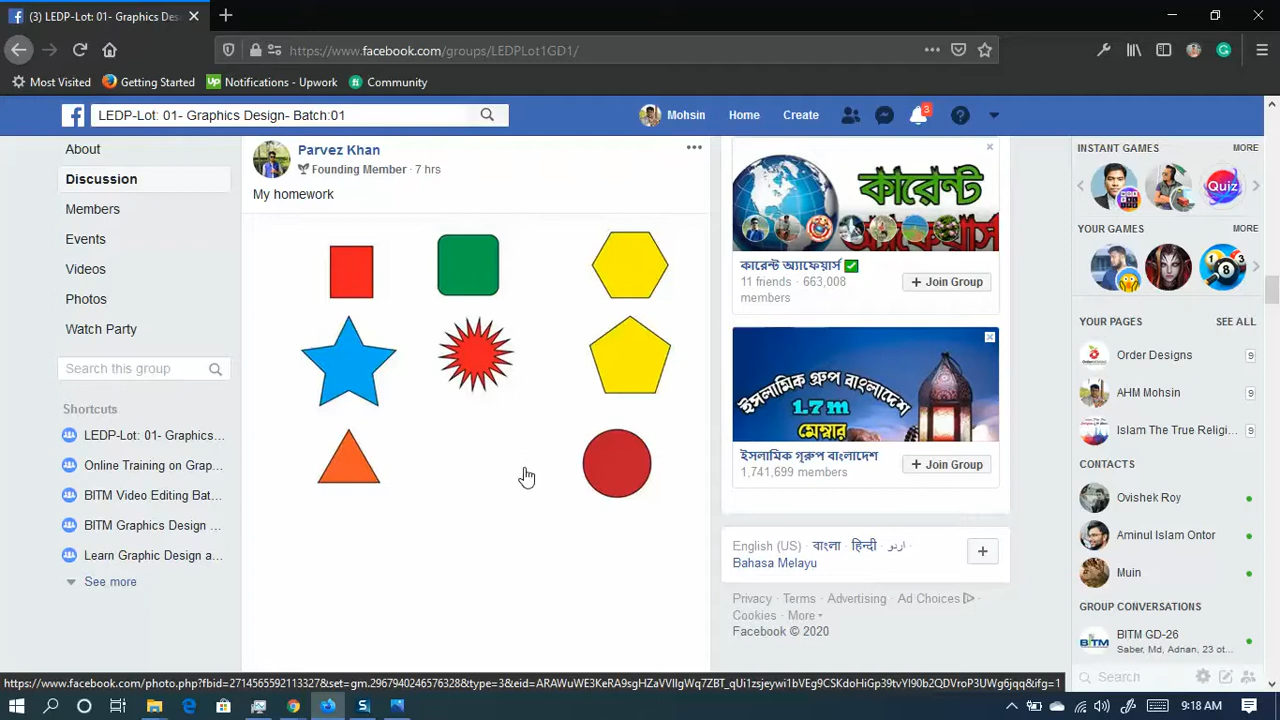 (3) LEDP-Lot: 01- Graphics Des
https://www.facebook.com/groups/LEDPLot1GD1/
Most Visited
Getting Started
Notifications - Upwork
Community
LEDP-Lot: 01- Graphics Design- Batch:01
Mohsin
Home
Create
3
About
Discussion
Members
Events
Videos
Photos
Watch Party
Search this group
Shortcuts
LEDP-Lot: 01- Graphics...
Online Training on Grap...
BITM Video Editing Bat...
BITM Graphics Design ...
Learn Graphic Design a...
See more
Parvez Khan
Founding Member · 7 hrs
My homework
কারেন্ট
অ্যাফেয়ার্স
কারেন্ট অ্যাফেয়ার্স
11 friends · 663,008
members
Join Group
ইসলামিক গ্রুপ বাংলাদেশ
1.7m
মেম্বার
ইসলামিক গ্রুপ বাংলাদেশ
1,741,699 members
Join Group
English (US) · বাংলা · हिन्दी · اردو ·
Bahasa Melayu
Privacy · Terms · Advertising · Ad Choices
Cookies · More
Facebook © 2020
INSTANT GAMES
MORE
Quiz
YOUR GAMES
MORE
8
YOUR PAGES
SEE ALL
Order Designs
9
AHM Mohsin
9
Islam The True Religi...
9
CONTACTS
Ovishek Roy
Aminul Islam Ontor
Muin
GROUP CONVERSATIONS
BITM GD-26
Saber, Md, Adnan, 23 ot...
Search
9:18 AM